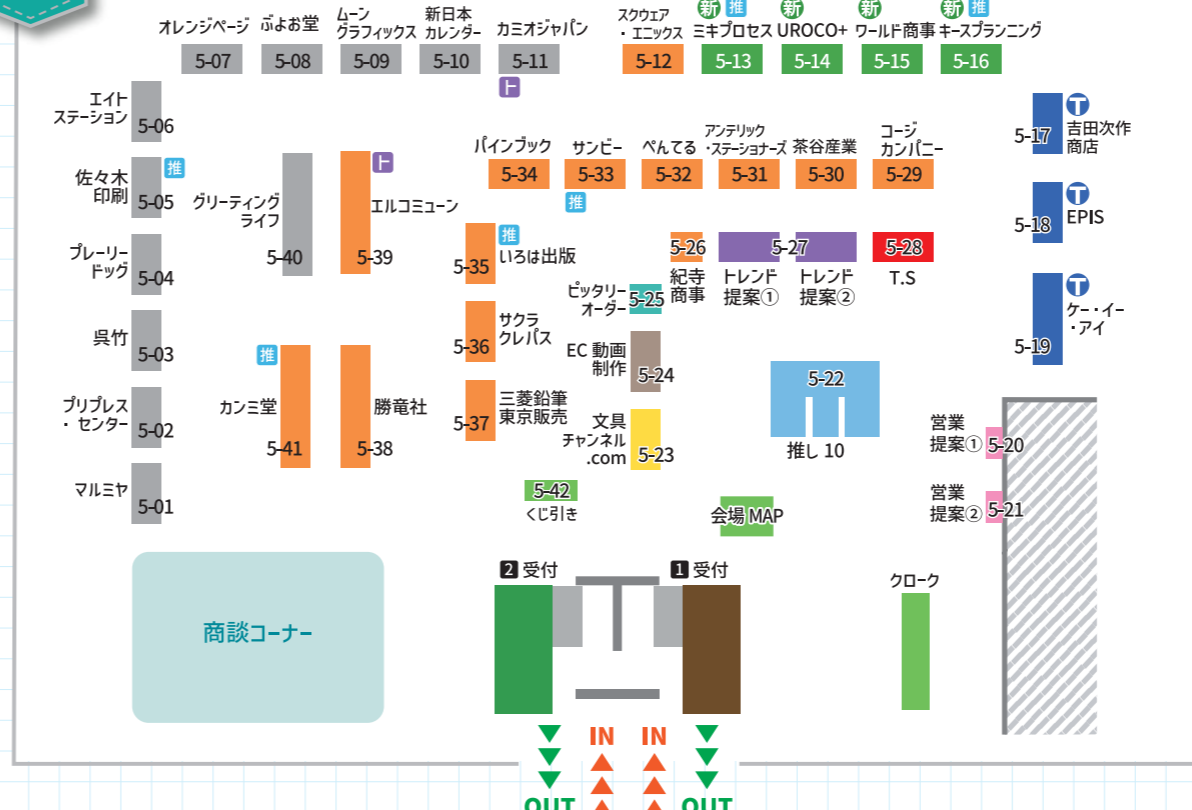 オレンジページ
5-07
ぷよお堂
5-08
ムーン
グラフィックス
5-09
新日本
カレンダー
5-10
カミオジャパン
5-11
ト
スクウェア
・エニックス
5-12
新 推
ミキプロセス
5-13
新
UROCO+
5-14
新
ワールド商事
5-15
新 推
キースプランニング
5-16
エイト
ステーション
5-06
佐々木
印刷
5-05
推
プレーリー
ドッグ
5-04
呉竹
5-03
プリプレス
・センター
5-02
マルミヤ
5-01
グリーティング
ライフ
5-40
ト
エルコミューン
5-39
推
カンミ堂
5-41
勝竜社
5-38
パインブック
5-34
サンビー
5-33
推
ぺんてる
5-32
アンテリック
・ステーショナーズ
5-31
茶谷産業
5-30
コージ
カンパニー
5-29
推
いろは出版
5-35
サクラ
クレパス
5-36
三菱鉛筆
東京販売
5-37
5-26
紀寺
商事
5-27
トレンド
提案①
トレンド
提案②
5-28
T.S
ピッタリー
オーダー
5-25
EC 動画
制作
5-24
文具
チャンネル
.com
5-23
5-22
推し 10
T
吉田次作
商店
5-17
T
EPIS
5-18
T
ケー・イー
・アイ
5-19
営業
提案①
5-20
営業
提案②
5-21
5-42
くじ引き
会場 MAP
商談コーナー
2 受付
1 受付
クローク
IN
IN
OUT
OUT